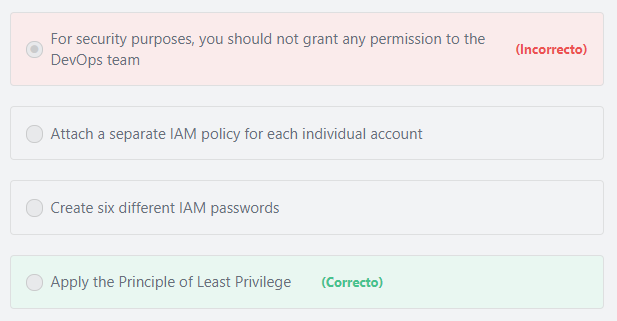 For security purposes, you should not grant any permission to the
DevOps team
(Incorrecto)
Attach a separate IAM policy for each individual account
Create six different IAM passwords
Apply the Principle of Least Privilege
(Correcto)